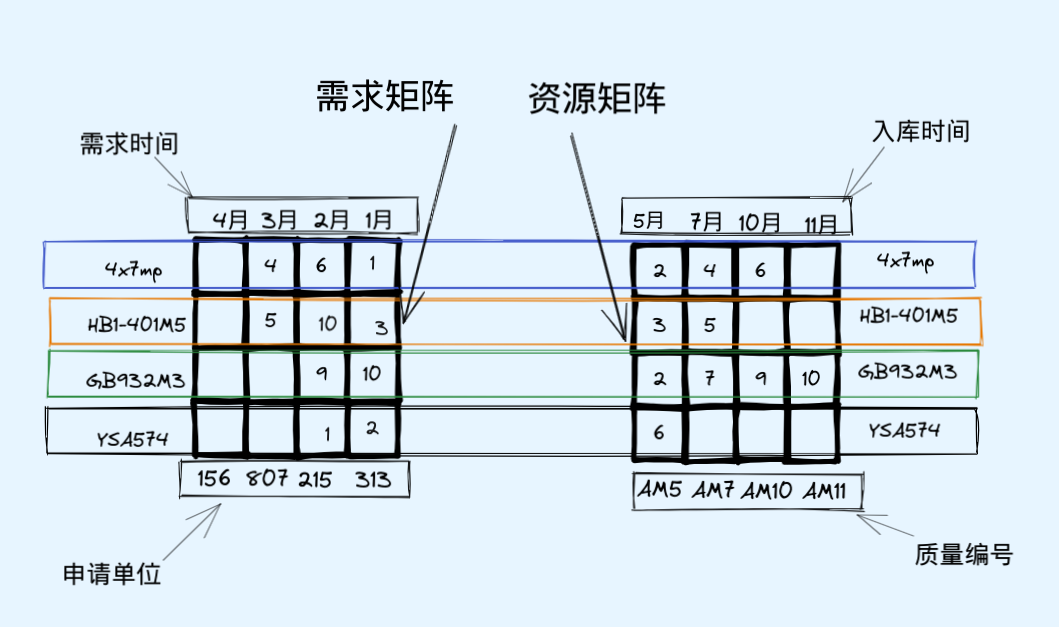 需求矩阵 资源矩阵
需求时间 入库时间
4月 3月 2月 1月 5月 7月 10月 11月
4x7mp 4 6 1 2 4 6 4x7mp
HB1-401M5 5 10 3 3 5 HB1-401M5
GB932M3 9 10 2 7 9 10 GB932M3
YSA574 1 2 6 YSA574
156 807 215 313 AM5 AM7 AM10 AM11
申请单位 质量编号